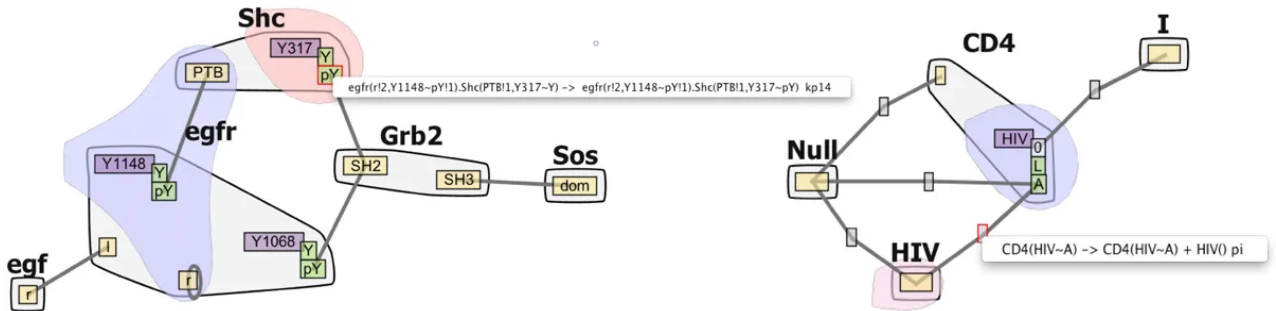 Shc
Y317
Y
pY
PTB
egfr(r!2,Y1148~pY!1).Shc(PTB!1,Y317~Y) -> egfr(r!2,Y1148~pY!1).Shc(PTB!1,Y317~pY) kp14
egfr
Y1148
Y
pY
Grb2
SH2
SH3
Sos
dom
Y1068
Y
pY
l
r
egf
r
CD4
I
HIV
0
L
A
Null
HIV
CD4(HIV~A) -> CD4(HIV~A) + HIV() pi